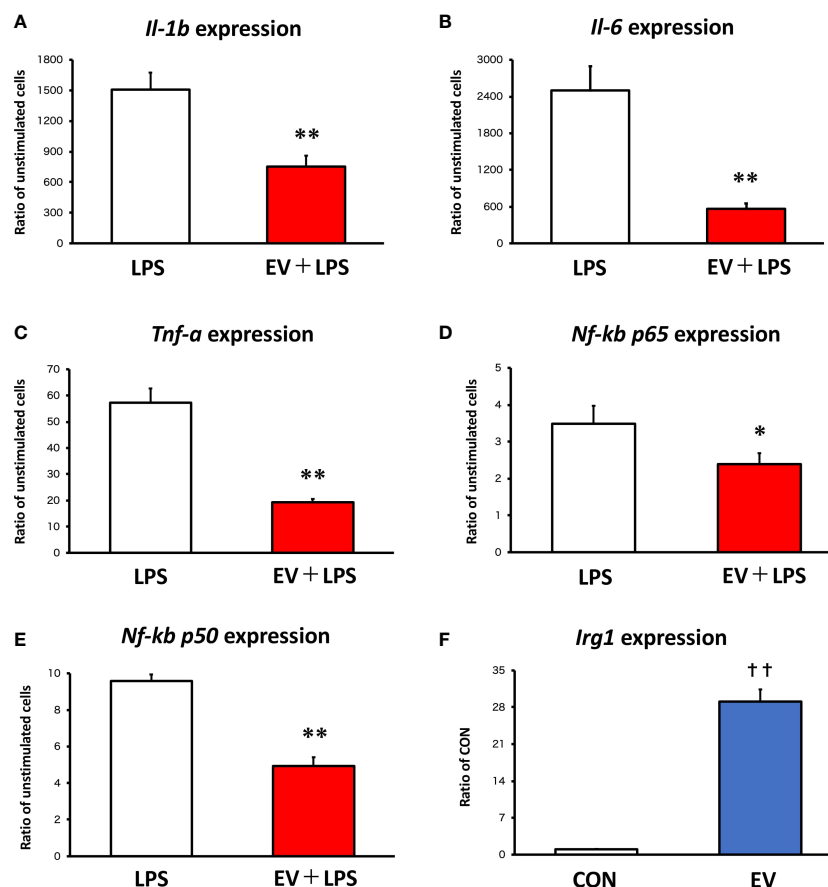 A
Il-1b expression
Ratio of unstimulated cells
1800
1500
1200
900
600
300
0
**
LPS
EV+LPS
B
Il-6 expression
Ratio of unstimulated cells
3000
2400
1800
1200
600
0
**
LPS
EV+LPS
C
Tnf-a expression
Ratio of unstimulated cells
70
60
50
40
30
20
10
0
**
LPS
EV+LPS
D
Nf-kb p65 expression
Ratio of unstimulated cells
5
4
3
2
1
0
*
LPS
EV+LPS
E
Nf-kb p50 expression
Ratio of unstimulated cells
10
8
6
4
2
0
**
LPS
EV+LPS
F
Irg1 expression
Ratio of CON
35
28
21
14
7
0
††
CON
EV